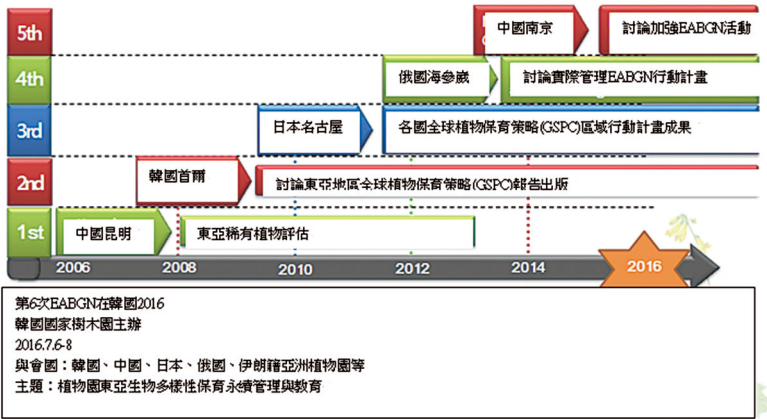 5th
中國南京
討論加強EABGN活動
4th
俄國海參崴
討論實際管理EABGN行動計畫
3rd
日本名古屋
各國全球植物保育策略(GSPC)區域行動計畫成果
2nd
韓國首爾
討論東亞地區全球植物保育策略(GSPC)報告出版
1st
中國昆明
東亞稀有植物評估
2006 2008 2010 2012 2014 2016
第6次EABGN在韓國2016
韓國國家樹木園主辦
2016.7.6-8
與會國：韓國、中國、日本、俄國、伊朗籍亞洲植物園等
主題：植物園東亞生物多樣性保育永續管理與教育